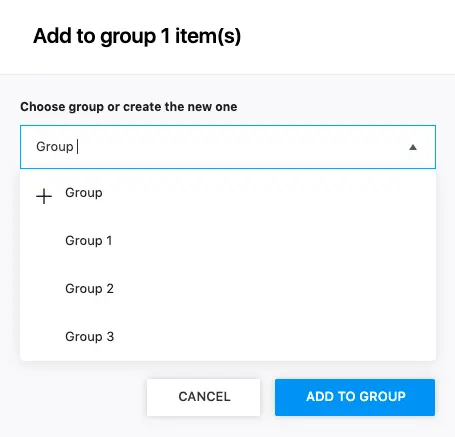 Add to group 1 item(s)
Choose group or create the new one
Group
Group
Group 1
Group 2
Group 3
CANCEL
ADD TO GROUP